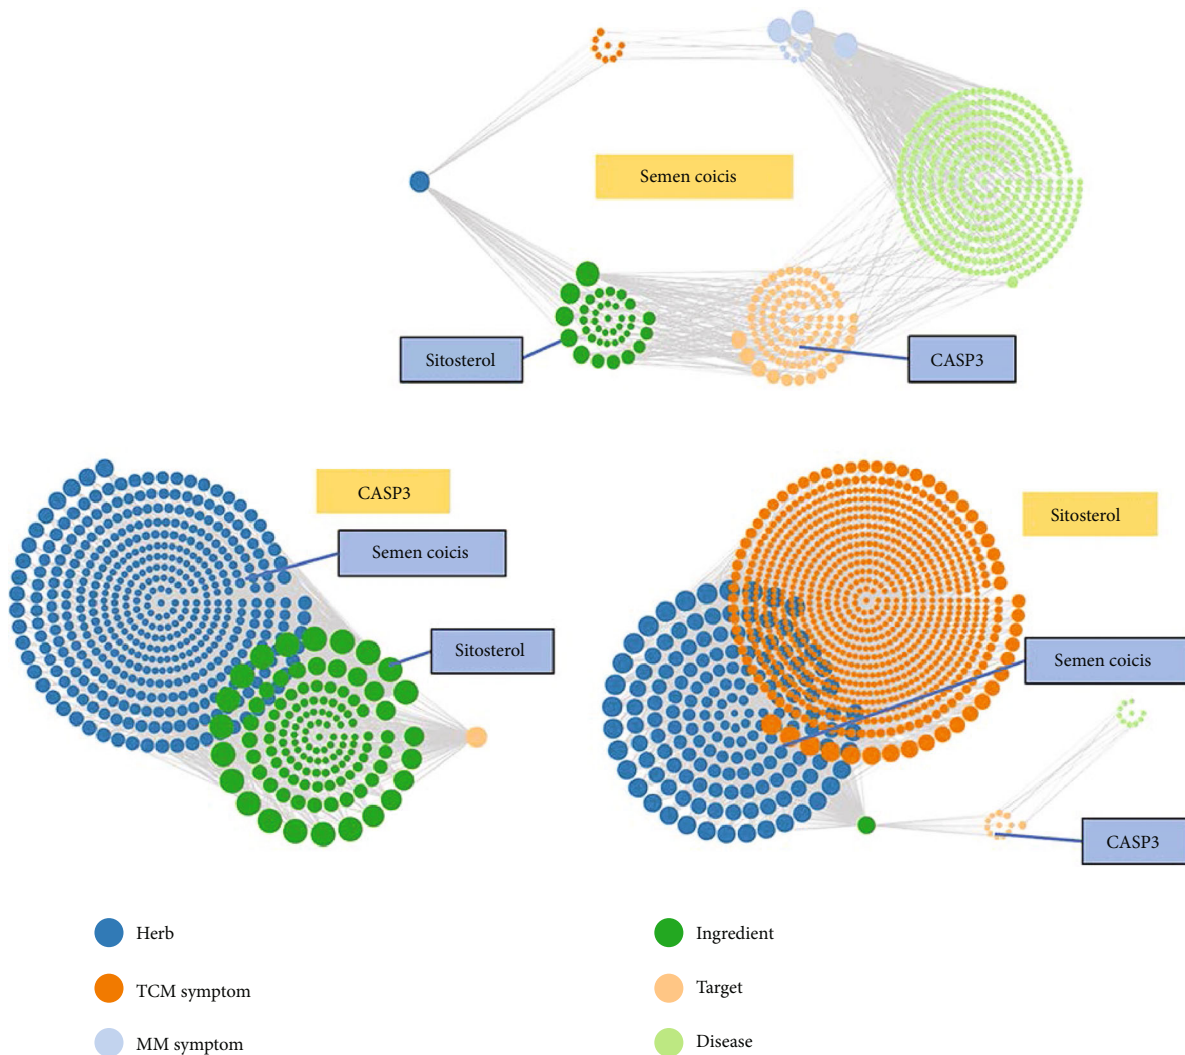 Semen coicis
Sitosterol
CASP3
CASP3
Semen coicis
Sitosterol
Sitosterol
Semen coicis
CASP3
Herb
TCM symptom
MM symptom
Ingredient
Target
Disease